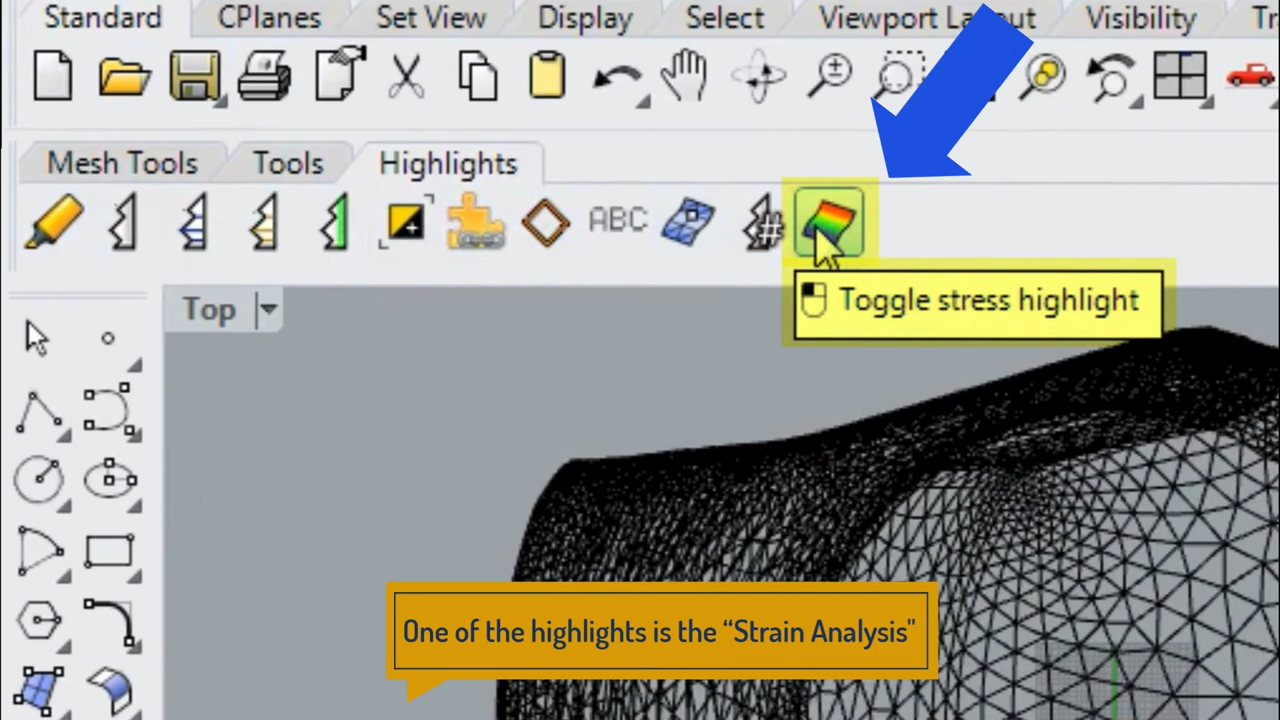 Standard CPlanes Set View Display Select Viewport Layout Visibility Tr
Mesh Tools Tools Highlights
ABC #
Toggle stress highlight
Top
One of the highlights is the “Strain Analysis"